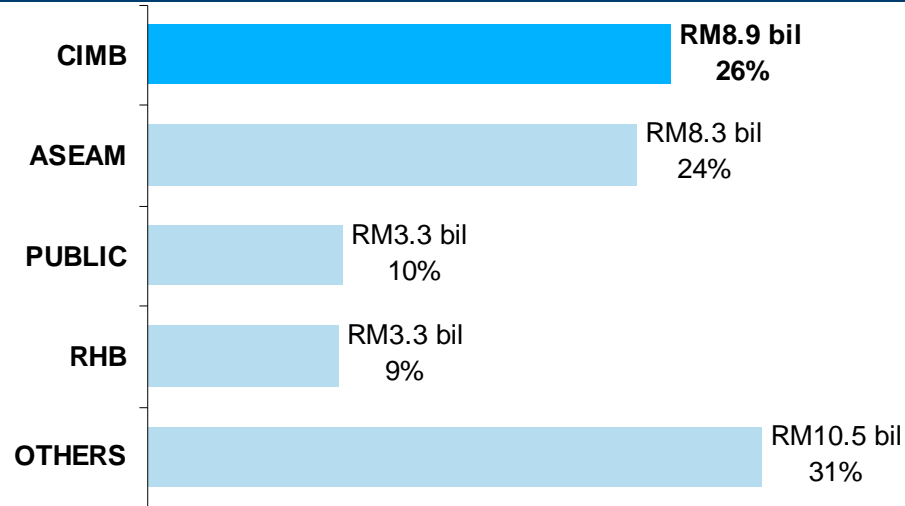 CIMB
RM8.9 bil
26%
ASEAM
RM8.3 bil
24%
PUBLIC
RM3.3 bil
10%
RHB
RM3.3 bil
9%
OTHERS
RM10.5 bil
31%